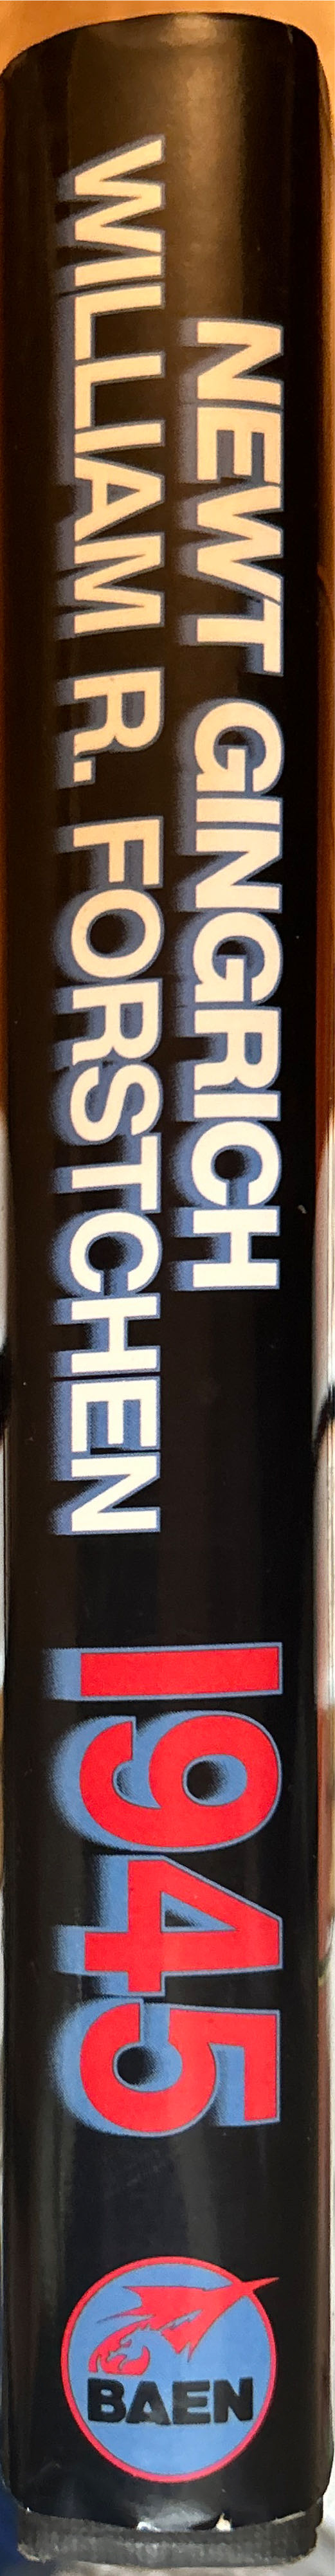 NEWT GINGRICH
WILLIAM R. FORSTCHEN
1945
BAEN